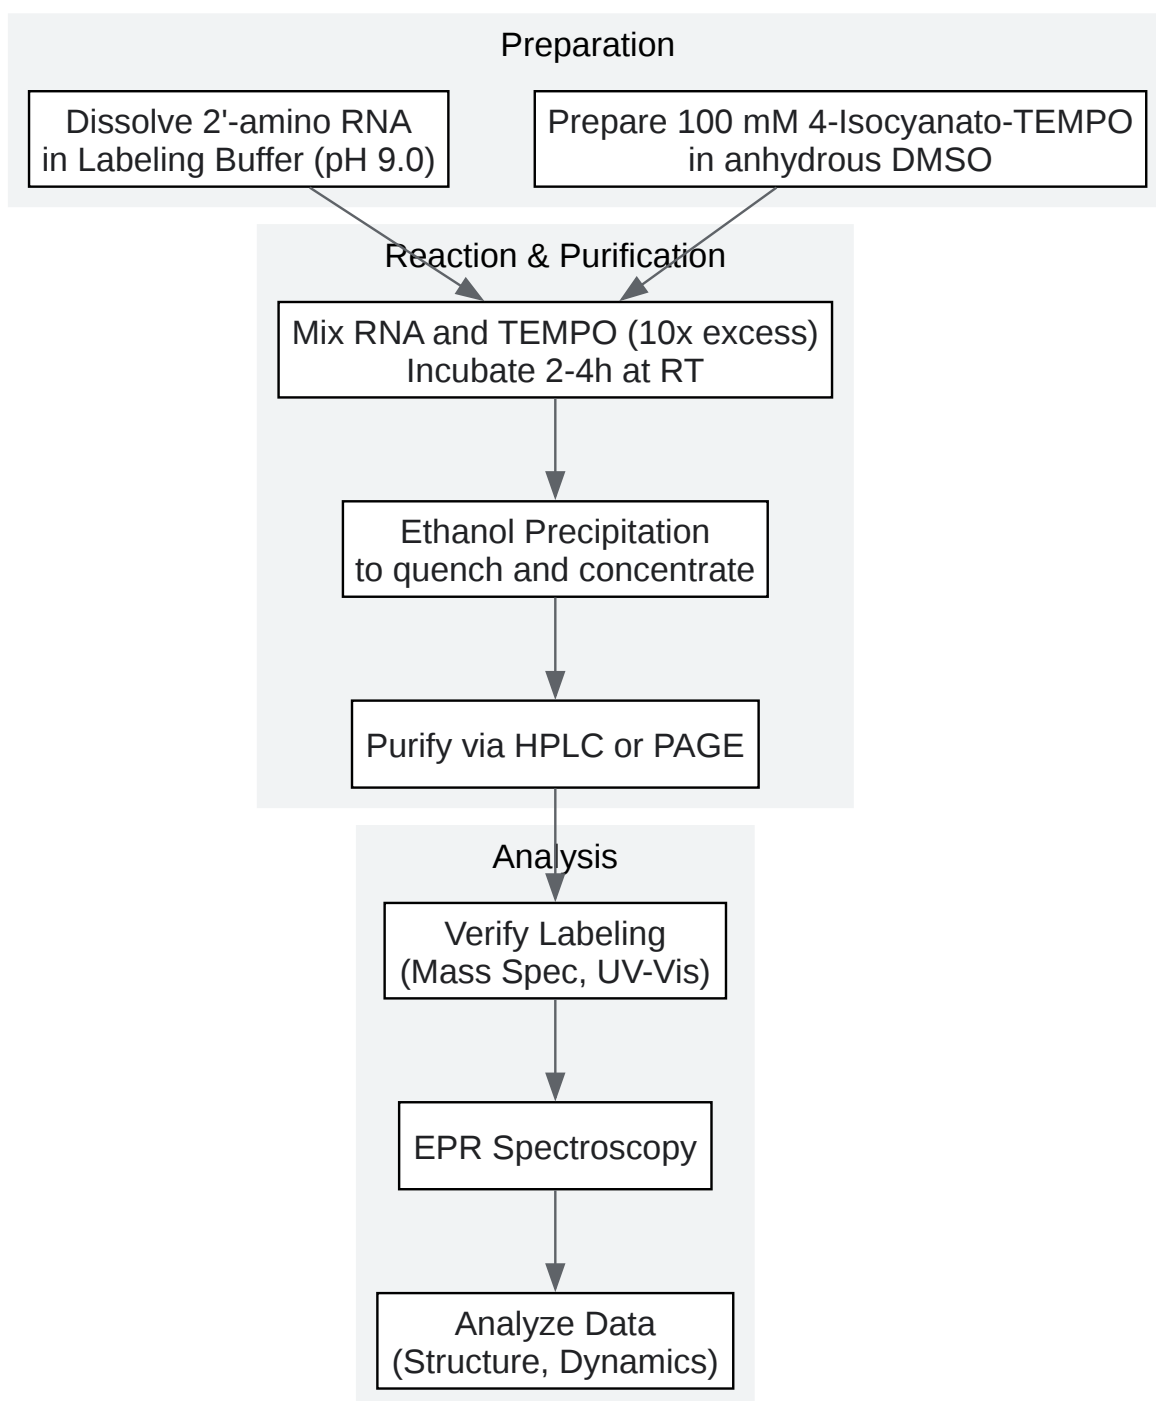 Preparation
Dissolve 2'-amino RNA
in Labeling Buffer (pH 9.0)
Prepare 100 mM 4-Isocyanato-TEMPO
in anhydrous DMSO
Reaction & Purification
Mix RNA and TEMPO (10x excess)
Incubate 2-4h at RT
Ethanol Precipitation
to quench and concentrate
Purify via HPLC or PAGE
Analysis
Verify Labeling
(Mass Spec, UV-Vis)
EPR Spectroscopy
Analyze Data
(Structure, Dynamics)